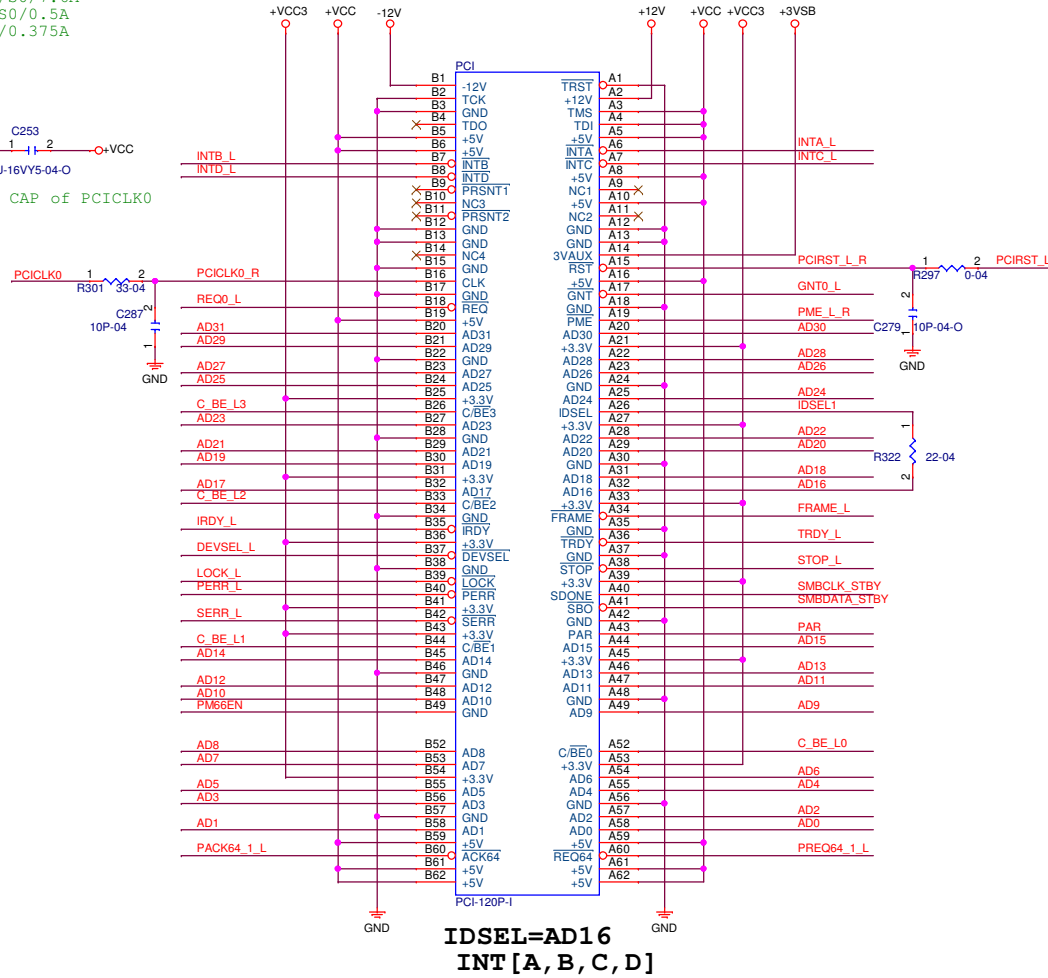 S0/0.5A
/0.375A
+VCC3 +VCC -12V +12V +VCC +VCC3 +3VSB
PCI
C253
1 2 +VCC
J-16VY5-04-O
CAP of PCICLK0
B1 -12V TRST A1
B2 TCK +12V A2
B3 GND TMS A3
B4 TDO TDI A4
B5 +5V +5V A5
B6 +5V INTA A6 INTA_L
INTB_L B7 INTB INTC A7 INTC_L
INTD_L B8 INTD +5V A8
B9 PRSNT1 NC1 A9
B10 NC3 +5V A10
B11 PRSNT2 NC2 A11
B12 GND GND A12
B13 GND GND A13
B14 NC4 3VAUX A14
B15 GND RST A15 PCIRST_L_R 1 2 PCIRST_L
R297 0-04
PCICLK0 1 2 PCICLK0_R B16 CLK +5V A16
R301 33-04
B17 GND GNT A17 GNT0_L
REQ0_L B18 REQ GND A18
B19 +5V PME A19 PME_L_R
C287 2 1
10P-04
GND
C279 2 1 10P-04-O
GND
AD31 B20 AD31 AD30 A20 AD30
AD29 B21 AD29 +3.3V A21
B22 GND AD28 A22 AD28
AD27 B23 AD27 AD26 A23 AD26
AD25 B24 AD25 GND A24
B25 +3.3V AD24 A25 AD24
C_BE_L3 B26 C/BE3 IDSEL A26 IDSEL1
AD23 B27 AD23 +3.3V A27
B28 GND AD22 A28 AD22
AD21 B29 AD21 AD20 A29 AD20
R322 1 2 22-04
AD19 B30 AD19 GND A30
B31 +3.3V AD18 A31 AD18
AD17 B32 AD17 AD16 A32 AD16
C_BE_L2 B33 C/BE2 +3.3V A33
B34 GND FRAME A34 FRAME_L
IRDY_L B35 IRDY GND A35
B36 +3.3V TRDY A36 TRDY_L
DEVSEL_L B37 DEVSEL GND A37
B38 GND STOP A38 STOP_L
LOCK_L B39 LOCK +3.3V A39
PERR_L B40 PERR SDONE A40 SMBCLK_STBY
B41 +3.3V SBO A41 SMBDATA_STBY
SERR_L B42 SERR GND A42
B43 +3.3V PAR A43 PAR
C_BE_L1 B44 C/BE1 AD15 A44 AD15
AD14 B45 AD14 +3.3V A45
B46 GND AD13 A46 AD13
AD12 B47 AD12 AD11 A47 AD11
AD10 B48 AD10 GND A48
PM66EN B49 GND AD9 A49 AD9
AD8 B52 AD8 C/BE0 A52 C_BE_L0
AD7 B53 AD7 +3.3V A53
B54 +3.3V AD6 A54 AD6
AD5 B55 AD5 AD4 A55 AD4
AD3 B56 AD3 GND A56
B57 GND AD2 A57 AD2
AD1 B58 AD1 AD0 A58 AD0
B59 +5V +5V A59
PACK64_1_L B60 ACK64 REQ64 A60 PREQ64_1_L
B61 +5V +5V A61
B62 +5V +5V A62
PCI-120P-I
GND GND
IDSEL=AD16
INT[A,B,C,D]